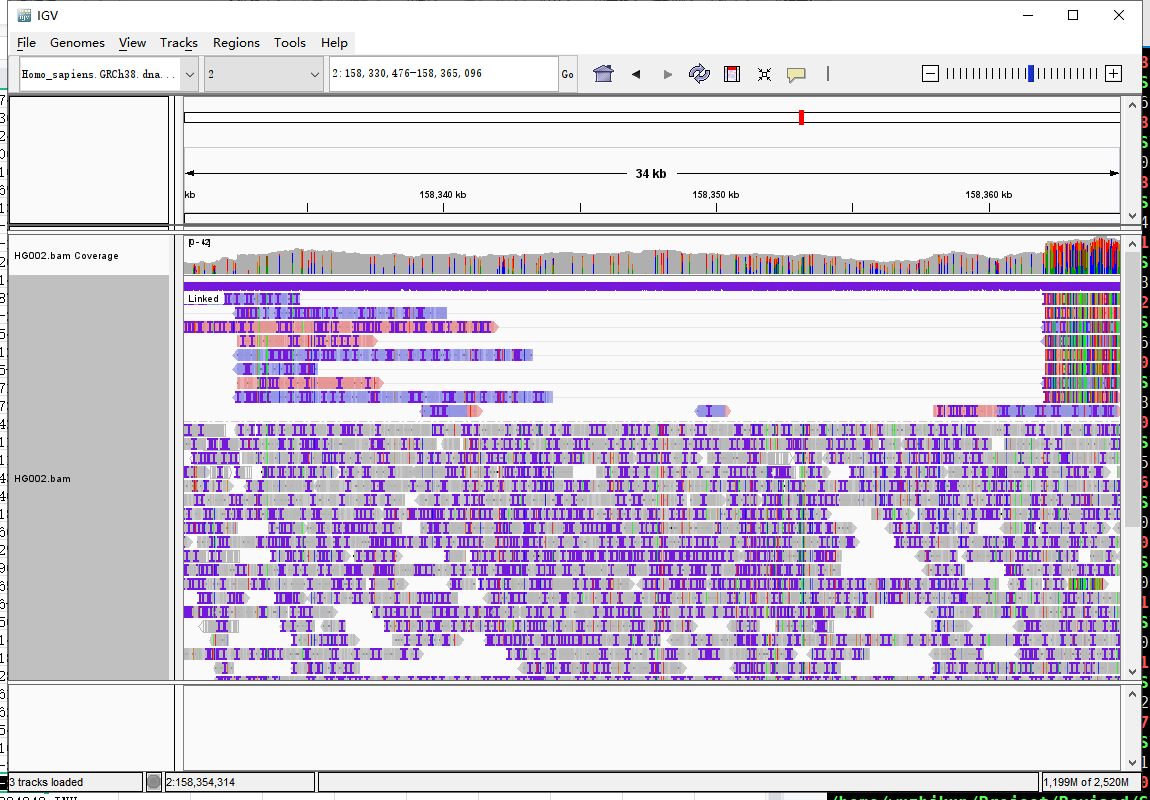 IGV
File Genomes View Tracks Regions Tools Help
Homo_sapiens.GRCh38.dna... 2 2:158,330,476-158,365,096 Go
34 kb
kb 158,340 kb 158,350 kb 158,360 kb
[0 - 42]
HG002.bam Coverage
Linked
HG002.bam
3 tracks loaded 2:158,354,314 1,199M of 2,520M